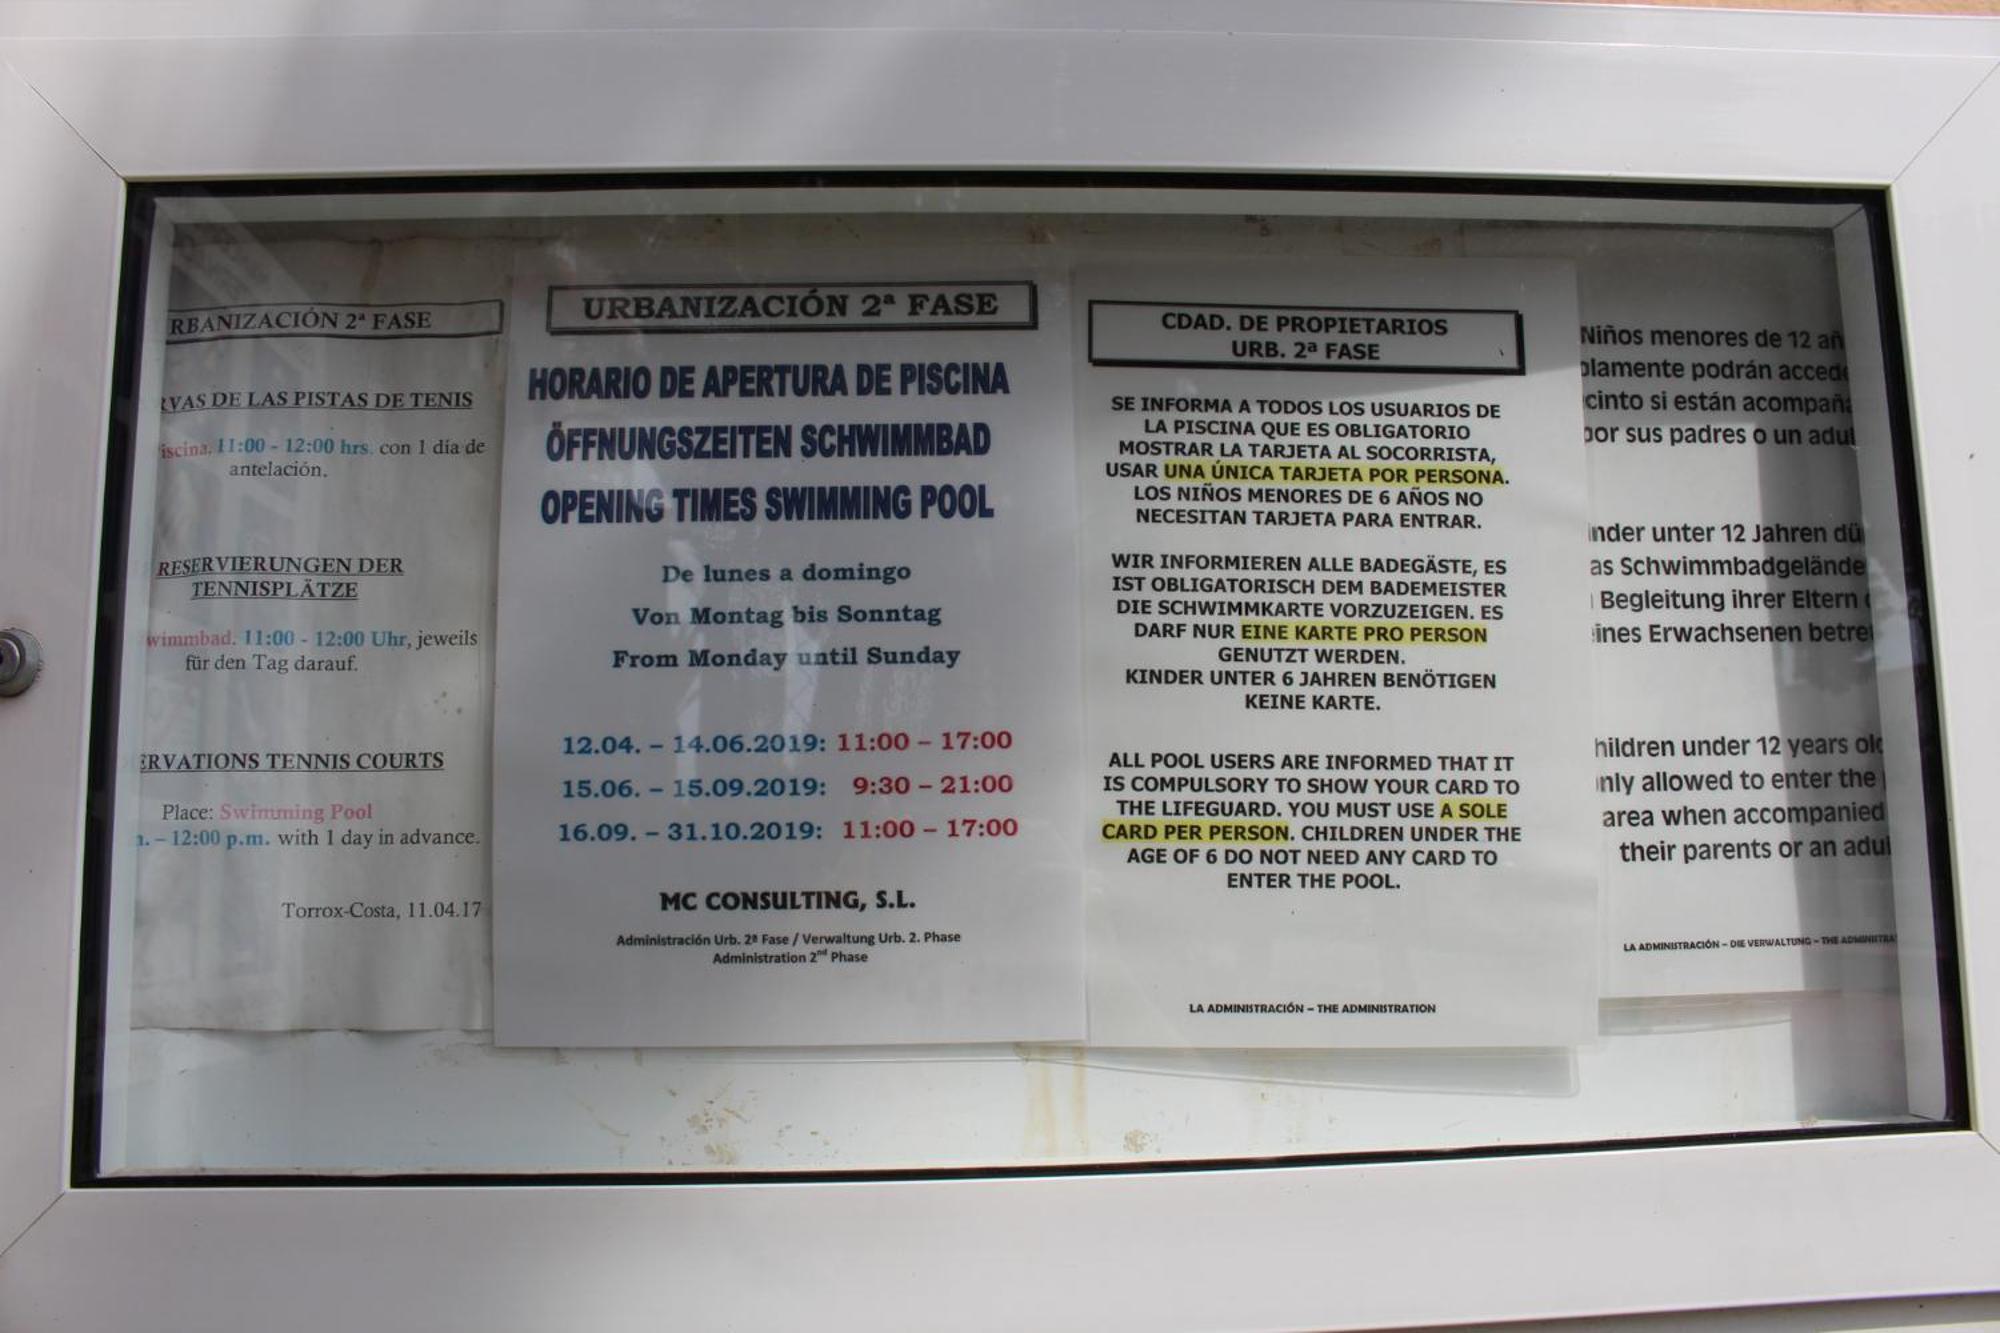 RBANIZACIÓN 2ª FASE
RVAS DE LAS PISTAS DE TENIS
iscina. 11:00 - 12:00 hrs. con 1 día de
antelación.
RESERVIERUNGEN DER
TENNISPLÄTZE
wimmbad. 11:00 - 12:00 Uhr, jeweils
für den Tag darauf.
ERVATIONS TENNIS COURTS
Place: Swimming Pool
. – 12:00 p.m. with 1 day in advance.
Torrox-Costa, 11.04.17
URBANIZACIÓN 2ª FASE
HORARIO DE APERTURA DE PISCINA
ÖFFNUNGSZEITEN SCHWIMMBAD
OPENING TIMES SWIMMING POOL
De lunes a domingo
Von Montag bis Sonntag
From Monday until Sunday
12.04. – 14.06.2019: 11:00 – 17:00
15.06. – 15.09.2019: 9:30 – 21:00
16.09. – 31.10.2019: 11:00 – 17:00
MC CONSULTING, S.L.
Administración Urb. 2ª Fase / Verwaltung Urb. 2. Phase
Administration 2nd Phase
CDAD. DE PROPIETARIOS
URB. 2ª FASE
SE INFORMA A TODOS LOS USUARIOS DE
LA PISCINA QUE ES OBLIGATORIO
MOSTRAR LA TARJETA AL SOCORRISTA,
USAR UNA ÚNICA TARJETA POR PERSONA.
LOS NIÑOS MENORES DE 6 AÑOS NO
NECESITAN TARJETA PARA ENTRAR.
WIR INFORMIEREN ALLE BADEGÄSTE, ES
IST OBLIGATORISCH DEM BADEMEISTER
DIE SCHWIMMKARTE VORZUZEIGEN. ES
DARF NUR EINE KARTE PRO PERSON
GENUTZT WERDEN.
KINDER UNTER 6 JAHREN BENÖTIGEN
KEINE KARTE.
ALL POOL USERS ARE INFORMED THAT IT
IS COMPULSORY TO SHOW YOUR CARD TO
THE LIFEGUARD. YOU MUST USE A SOLE
CARD PER PERSON. CHILDREN UNDER THE
AGE OF 6 DO NOT NEED ANY CARD TO
ENTER THE POOL.
LA ADMINISTRACIÓN – THE ADMINISTRATION
Niños menores de 12 añ
olamente podrán accede
cinto si están acompaña
por sus padres o un adul
inder unter 12 Jahren dü
as Schwimmbadgelände
Begleitung ihrer Eltern
eines Erwachsenen betre
hildren under 12 years old
nly allowed to enter the
area when accompanied
their parents or an adul
LA ADMINISTRACIÓN – DIE VERWALTUNG – THE ADMINISTRA